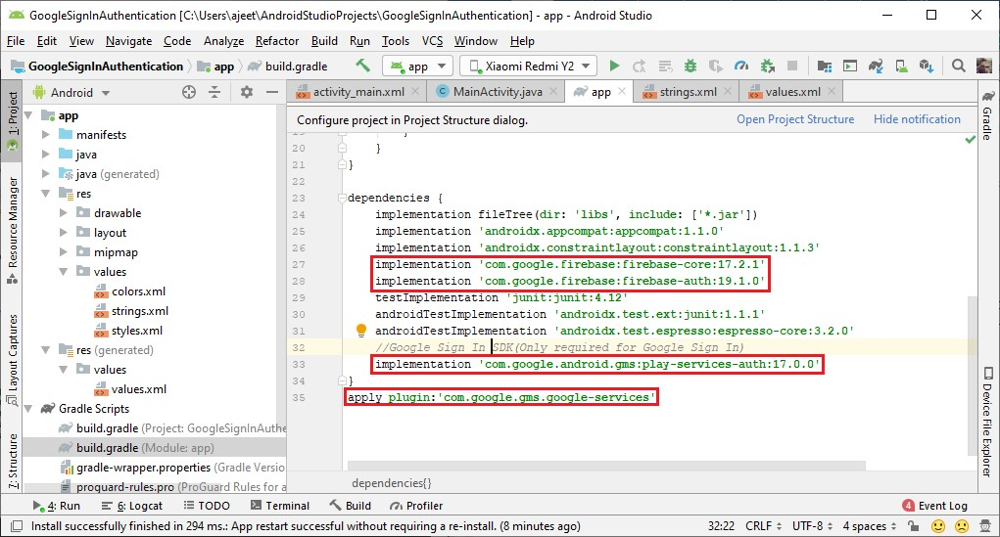 GoogleSignInAuthentication [C:\Users\ajeet\AndroidStudioProjects\GoogleSignInAuthentication] - app - Android Studio
File Edit View Navigate Code Analyze Refactor Build Run Tools VCS Window Help
GoogleSignInAuthentication app build.gradle app Xiaomi Redmi Y2
Android
activity_main.xml MainActivity.java app strings.xml values.xml
Configure project in Project Structure dialog. Open Project Structure Hide notification
1: Project
Resource Manager
Layout Captures
Z: Structure
app
manifests
java
java (generated)
res
drawable
layout
mipmap
values
colors.xml
strings.xml
styles.xml
res (generated)
values
values.xml
Gradle Scripts
build.gradle (Project: GoogleSignInAuthe
build.gradle (Module: app)
gradle-wrapper.properties (Gradle Versio
proguard-rules.pro (ProGuard Rules for a
20 }
21 }
22
23 dependencies {
24 implementation fileTree(dir: 'libs', include: ['*.jar'])
25 implementation 'androidx.appcompat:appcompat:1.1.0'
26 implementation 'androidx.constraintlayout:constraintlayout:1.1.3'
27 implementation 'com.google.firebase:firebase-core:17.2.1'
28 implementation 'com.google.firebase:firebase-auth:19.1.0'
29 testImplementation 'junit:junit:4.12'
30 androidTestImplementation 'androidx.test.ext:junit:1.1.1'
31 androidTestImplementation 'androidx.test.espresso:espresso-core:3.2.0'
32 //Google Sign In SDK(Only required for Google Sign In)
33 implementation 'com.google.android.gms:play-services-auth:17.0.0'
34 }
35 apply plugin:'com.google.gms.google-services'
dependencies{}
Gradle
Device File Explorer
4: Run 6: Logcat TODO Terminal Build Profiler 4 Event Log
Install successfully finished in 294 ms.: App restart successful without requiring a re-install. (8 minutes ago) 32:22 CRLF UTF-8 4 spaces